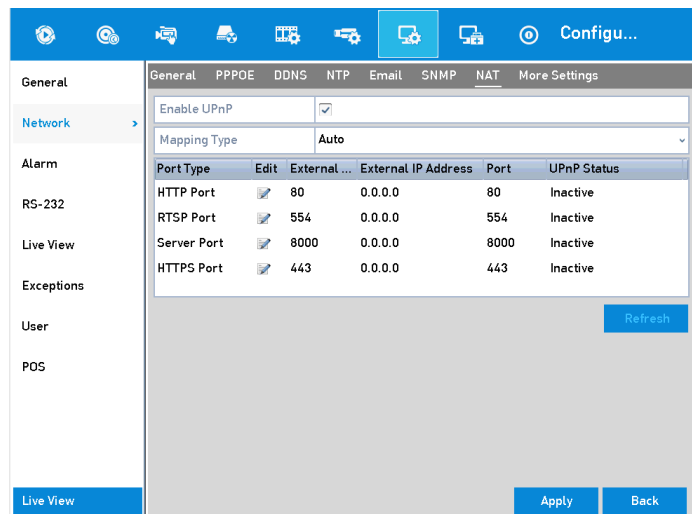 Configu...
General
Network >
Alarm
RS-232
Live View
Exceptions
User
POS
Live View
General PPPOE DDNS NTP Email SNMP NAT More Settings
Enable UPnP
Mapping Type Auto
Port Type Edit External ... External IP Address Port UPnP Status
HTTP Port 80 0.0.0.0 80 Inactive
RTSP Port 554 0.0.0.0 554 Inactive
Server Port 8000 0.0.0.0 8000 Inactive
HTTPS Port 443 0.0.0.0 443 Inactive
Refresh
Apply Back